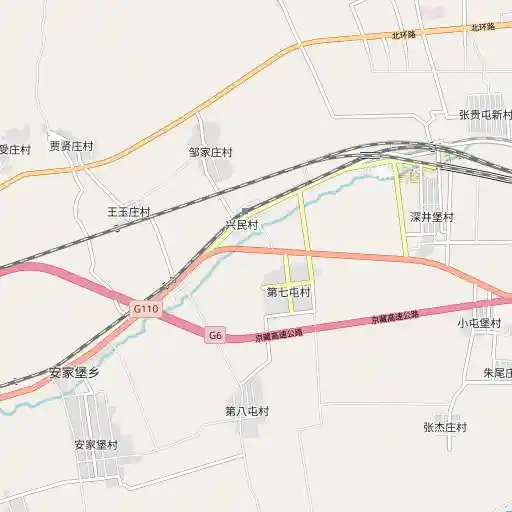 北环路
北环路
张贵屯新村
贾贤庄村
受庄村
邹家庄村
王玉庄村
深井堡村
兴民村
第七屯村
G110
京藏高速公路
小屯堡村
G6
京藏高速公路
安家堡乡
朱尾庄
第八屯村
张杰庄村
安家堡村